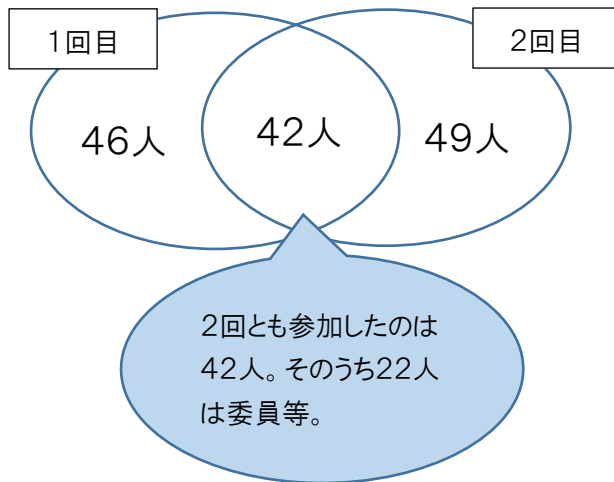 1回目
2回目
46人
42人
49人
2回とも参加したのは
42人。そのうち22人
は委員等。